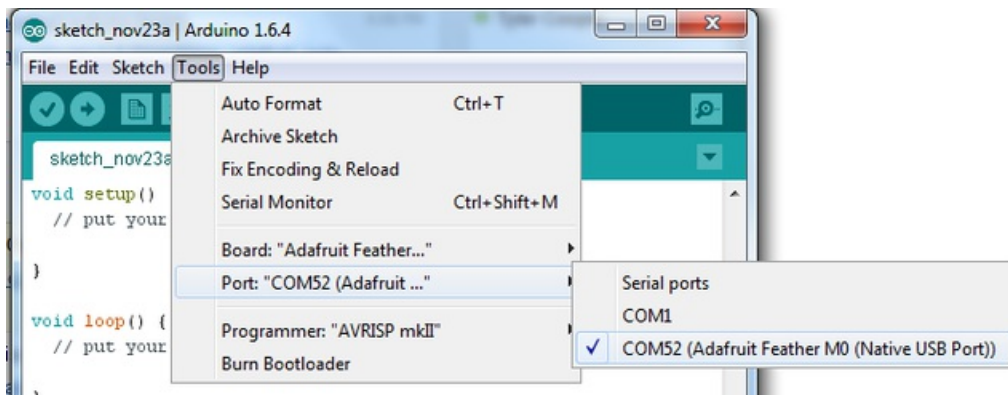 sketch_nov23a | Arduino 1.6.4
File Edit Sketch Tools Help
Auto Format Ctrl+T
Archive Sketch
sketch_nov23a
Fix Encoding & Reload
void setup()
Serial Monitor Ctrl+Shift+M
// put your
Board: "Adafruit Feather..."
}
Port: "COM52 (Adafruit ..."
Serial ports
void loop() {
COM1
Programmer: "AVRISP mkII"
// put your
COM52 (Adafruit Feather M0 (Native USB Port))
Burn Bootloader